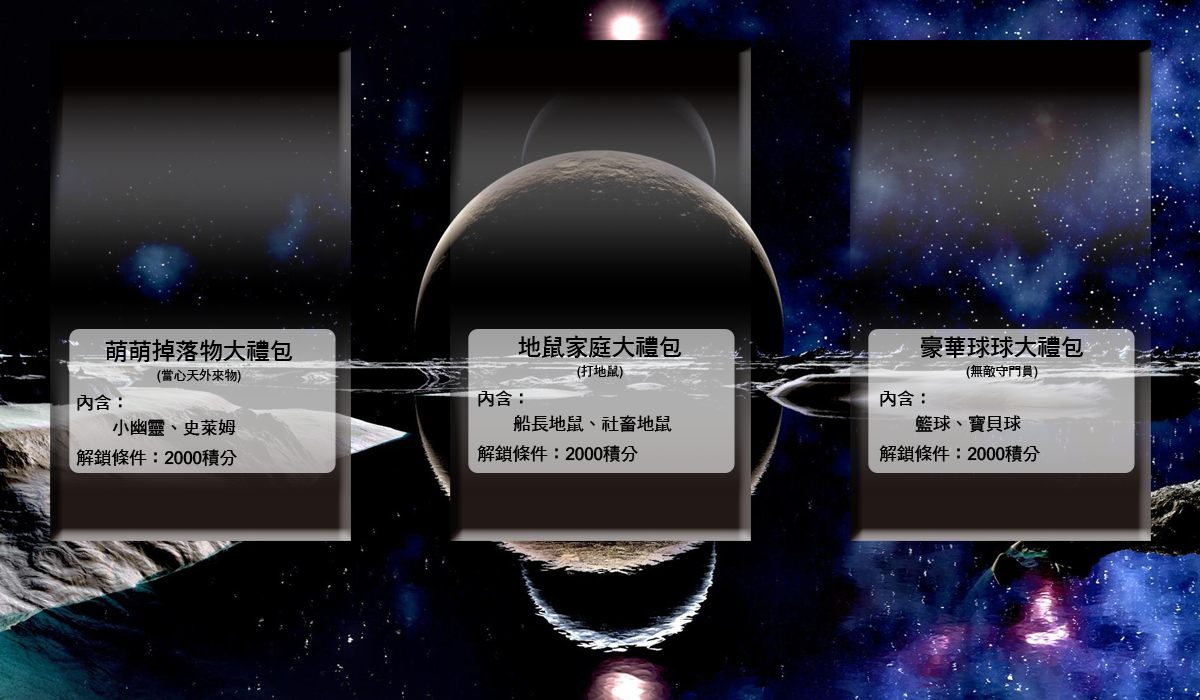 萌萌掉落物大禮包
(當心天外來物)
內含：
小幽靈、史萊姆
解鎖條件：2000積分
地鼠家庭大禮包
(打地鼠)
內含：
船長地鼠、社畜地鼠
解鎖條件：2000積分
豪華球球大禮包
(無敵守門員)
內含：
籃球、寶貝球
解鎖條件：2000積分